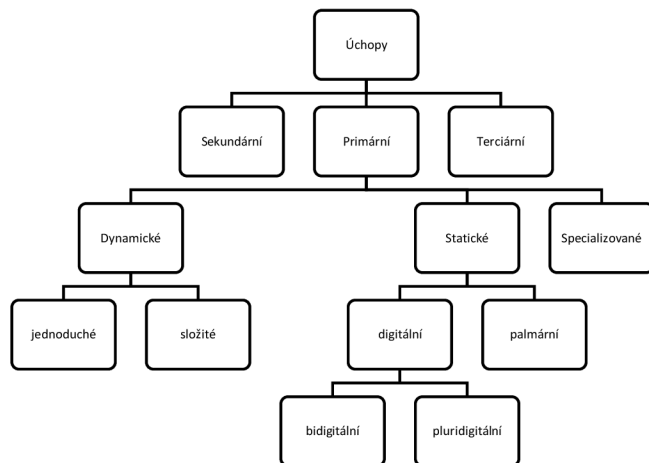 Úchopy
Sekundární
Primární
Terciární
Dynamické
Statické
Specializované
jednoduché
složité
digitální
palmární
bidigitální
pluridigitální